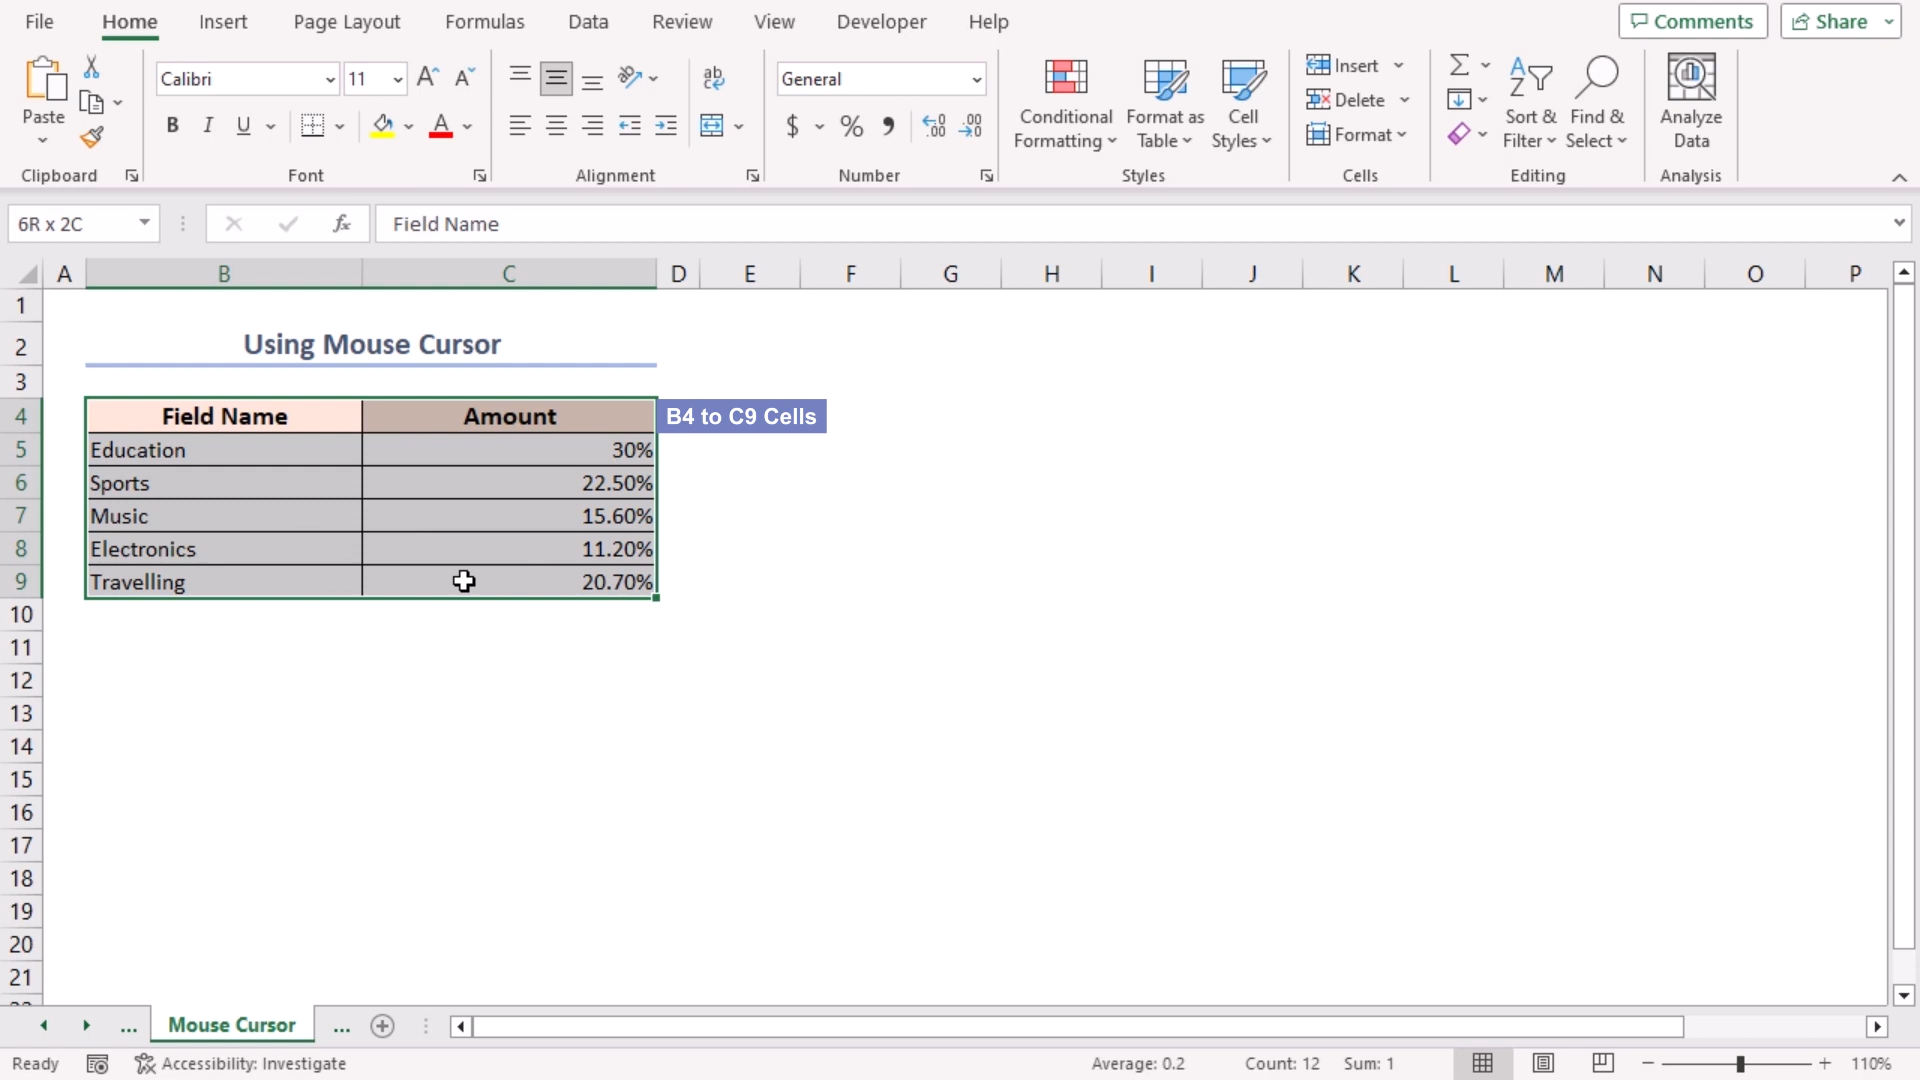 File Home Insert Page Layout Formulas Data Review View Developer Help Comments Share
Paste
Calibri 11
B I U A
ab
General
$ % 9 .00 .00
Conditional Formatting
Format as Table
Cell Styles
Insert
Delete
Format
Sort & Filter
Find & Select
Analyze Data
Clipboard Font Alignment Number Styles Cells Editing Analysis
6R x 2C fx Field Name
A B C D E F G H I J K L M N O P
1
2 Using Mouse Cursor
3
4 Field Name Amount B4 to C9 Cells
5 Education 30%
6 Sports 22.50%
7 Music 15.60%
8 Electronics 11.20%
9 Travelling 20.70%
10
11
12
13
14
15
16
17
18
19
20
21
... Mouse Cursor ...
Ready Accessibility: Investigate Average: 0.2 Count: 12 Sum: 1 110%